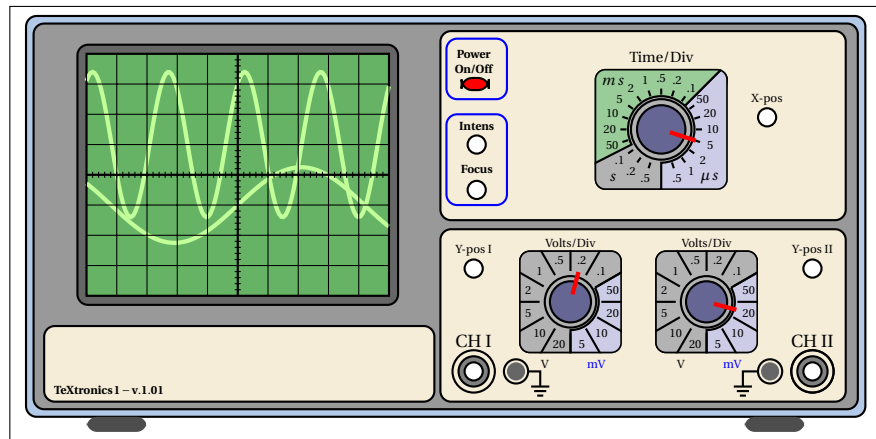 Power
On/Off
Intens
Focus
Time/Div
X-pos
m s
.5
1
.2
2
.1
5
50
10
20
20
10
50
5
.1
2
.2
.5
.5
1
s
μ s
Y-pos I
Volts/Div
Volts/Div
Y-pos II
.5
.2
1
.1
2
50
5
20
10
10
20
5
V
mV
.5
.2
1
.1
2
50
5
20
10
10
20
5
V
mV
CH I
CH II
TeXtronics 1 – v.1.01